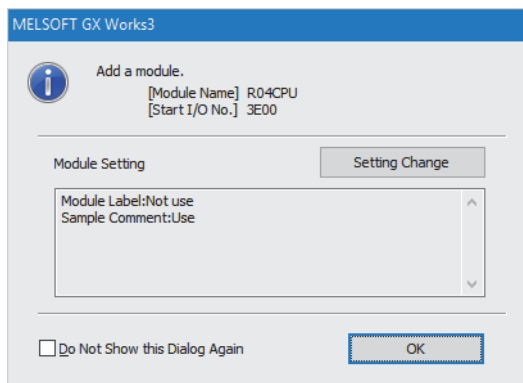 MELSOFT GX Works3
Add a module.
[Module Name] R04CPU
[Start I/O No.] 3E00
Module Setting
Setting Change
Module Label:Not use
Sample Comment:Use
Do Not Show this Dialog Again
OK